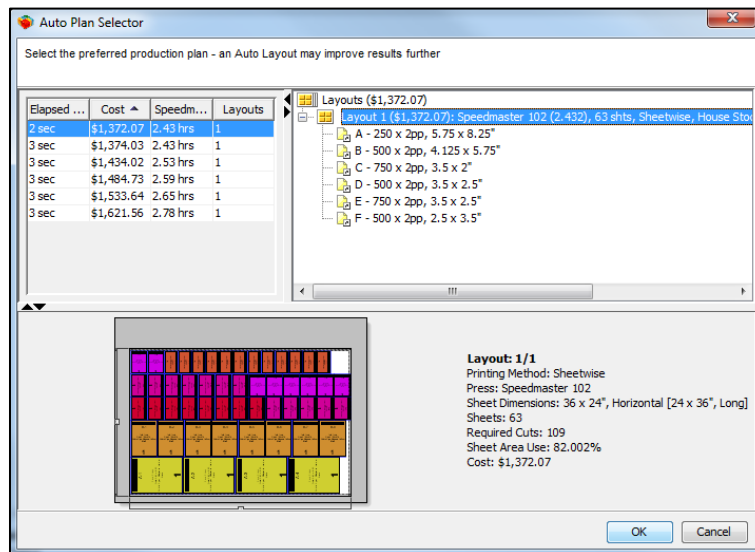 Auto Plan Selector
Select the preferred production plan - an Auto Layout may improve results further
Elapsed ... Cost Speedm... Layouts
2 sec $1,372.07 2.43 hrs 1
3 sec $1,374.03 2.43 hrs 1
3 sec $1,434.02 2.53 hrs 1
3 sec $1,484.73 2.59 hrs 1
3 sec $1,533.64 2.65 hrs 1
3 sec $1,621.56 2.78 hrs 1
Layouts ($1,372.07)
Layout 1 ($1,372.07): Speedmaster 102 (2.432), 63 shts, Sheetwise, House Stoc
A - 250 x 2pp, 5.75 x 8.25"
B - 500 x 2pp, 4.125 x 5.75"
C - 750 x 2pp, 3.5 x 2"
D - 500 x 2pp, 3.5 x 2.5"
E - 750 x 2pp, 3.5 x 2.5"
F - 500 x 2pp, 2.5 x 3.5"
Layout: 1/1
Printing Method: Sheetwise
Press: Speedmaster 102
Sheet Dimensions: 36 x 24", Horizontal [24 x 36", Long]
Sheets: 63
Required Cuts: 109
Sheet Area Use: 82.002%
Cost: $1,372.07
OK Cancel